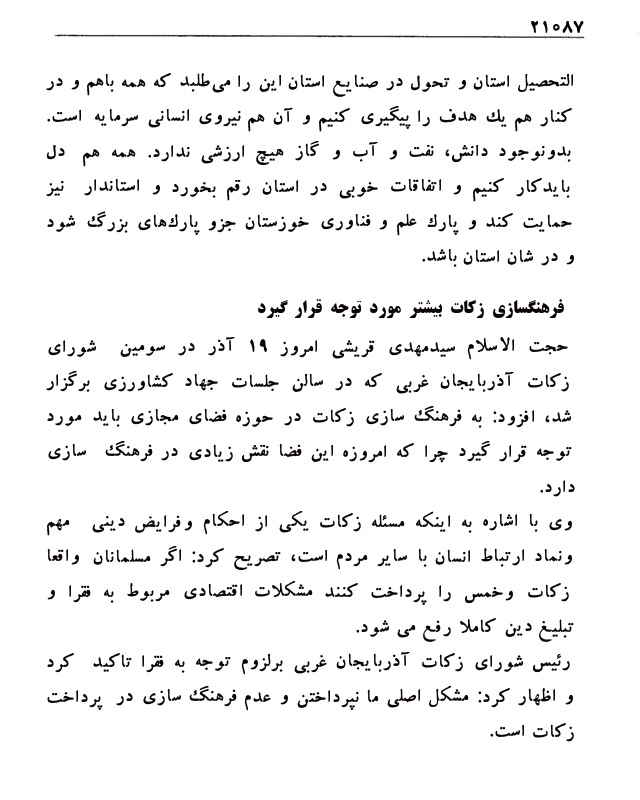 ۲۱۰۸۷
التحصیل استان و تحول در صنایع استان این را می‌طلبد که همه باهم و در
کنار هم یك هدف را پیگیری کنیم و آن هم نیروی انسانی سرمایه است.
بدونوجود دانش، نفت و آب و گاز هیچ ارزشی ندارد. همه هم دل
بایدکار کنیم و اتفاقات خوبی در استان رقم بخورد و استاندار نیز
حمایت کند و پارك علم و فناوری خوزستان جزو پارك‌های بزرگ شود
و در شان استان باشد.
فرهنگسازی زکات بیشتر مورد توجه قرار گیرد
حجت الاسلام سیدمهدی قریشی امروز ۱۹ آذر در سومین شورای
زکات آذربایجان غربی که در سالن جلسات جهاد کشاورزی برگزار
شد، افزود: به فرهنگ سازی زکات در حوزه فضای مجازی باید مورد
توجه قرار گیرد چرا که امروزه این فضا نقش زیادی در فرهنگ سازی
دارد.
وی با اشاره به اینکه مسئله زکات یکی از احکام وفرایض دینی مهم
ونماد ارتباط انسان با سایر مردم است، تصریح کرد: اگر مسلمانان واقعا
زکات وخمس را پرداخت کنند مشکلات اقتصادی مربوط به فقرا و
تبلیغ دین کاملا رفع می شود.
رئیس شورای زکات آذربایجان غربی برلزوم توجه به فقرا تاکید کرد
و اظهار کرد: مشکل اصلی ما نپرداختن و عدم فرهنگ سازی در پرداخت
زکات است.